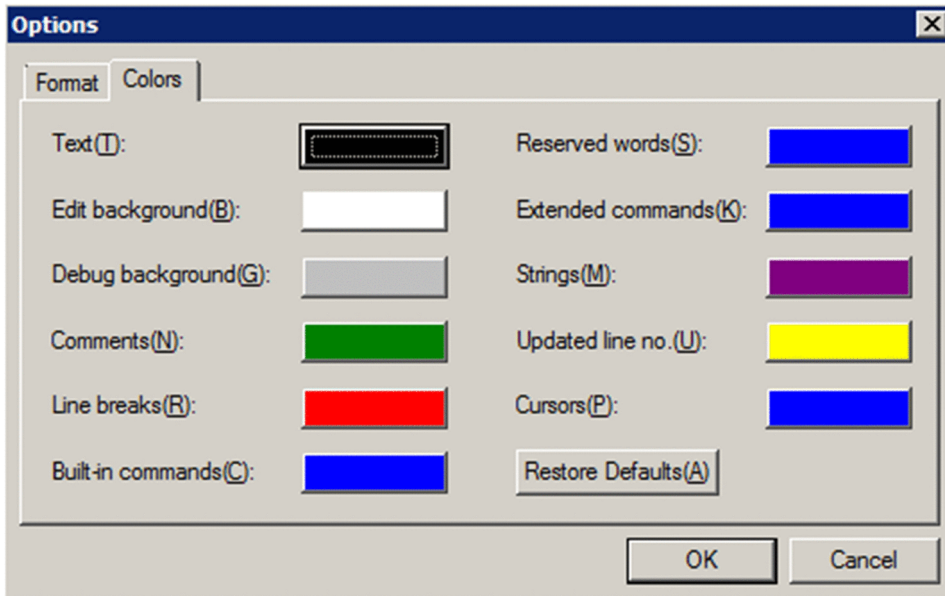 Options
Format
Colors
Text(T):
Edit background(B):
Debug background(G):
Comments(N):
Line breaks(R):
Built-in commands(C):
Reserved words(S):
Extended commands(K):
Strings(M):
Updated line no.(U):
Cursors(P):
Restore Defaults(A)
OK
Cancel